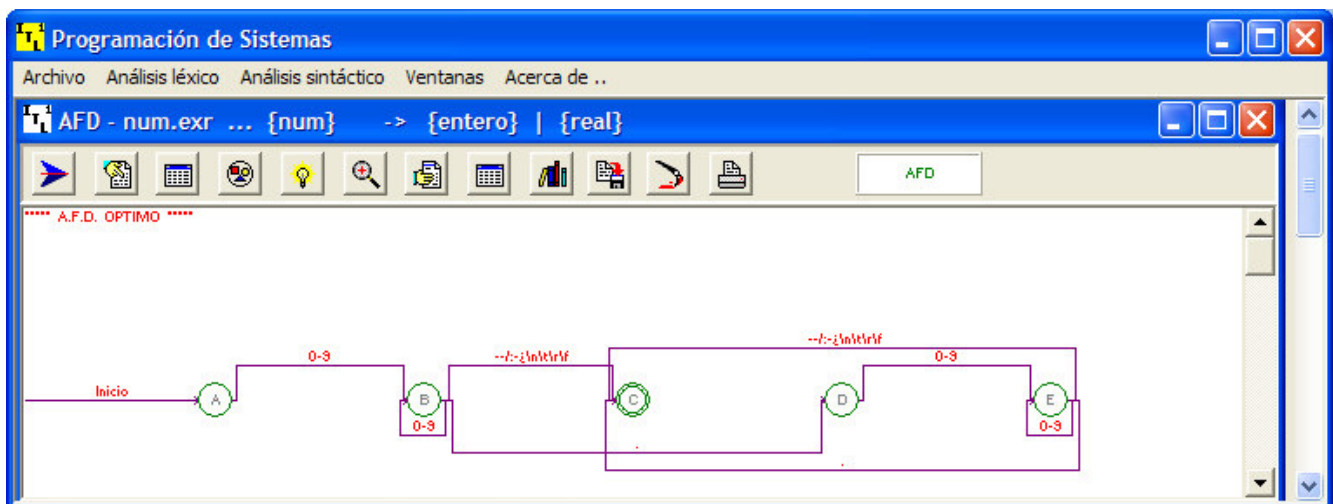 Programación de Sistemas
Archivo Análisis léxico Análisis sintáctico Ventanas Acerca de ..
AFD - num.exr ... {num} -> {entero} | {real}
AFD
***** A.F.D. OPTIMO *****
--/:-¿\n\t\r\f
0-9 --/:-¿\n\t\r\f 0-9
Inicio A B C D E
0-9 0-9
.
.